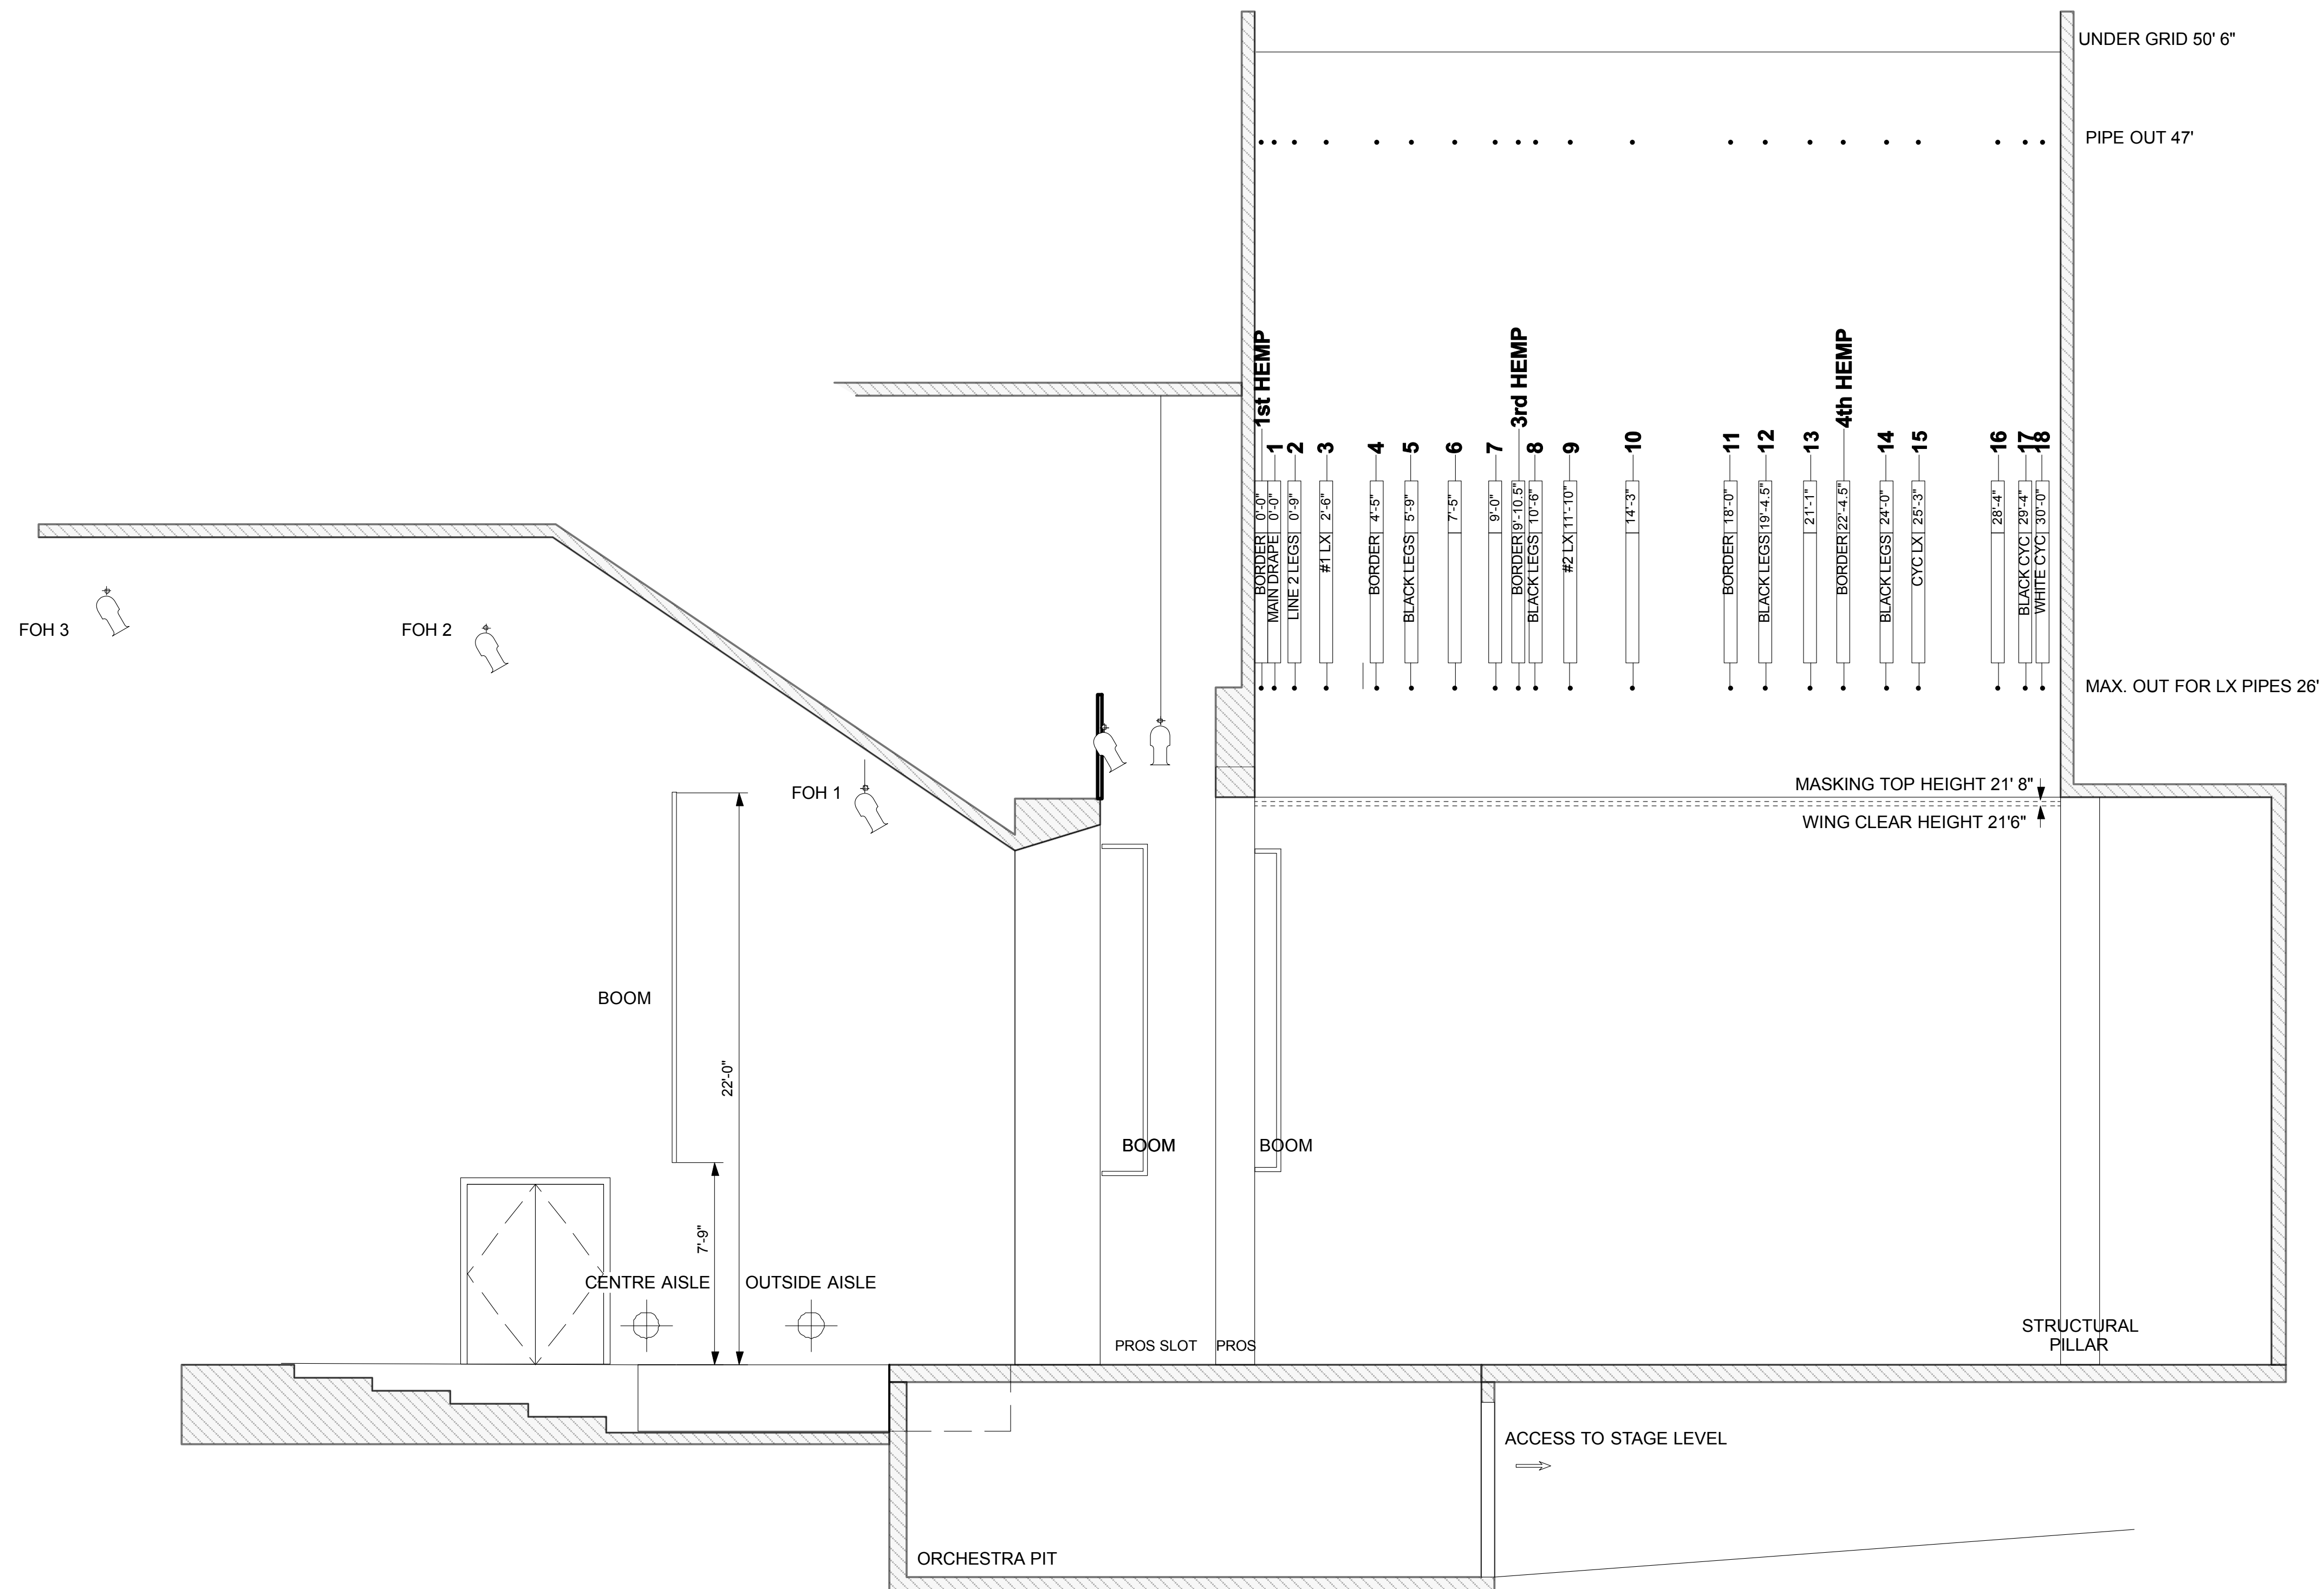 UNDER GRID 50' 6"
PIPE OUT 47'
1st HEMP
BORDER 0'-0"
1
MAIN DRAPE 0'-0"
2
LINE 2 LEGS 0'-9"
3
#1 LX 2'-6"
4
BORDER 4'-5"
5
BLACK LEGS 5'-9"
6
7'-5"
7
9'-0"
3rd HEMP
BORDER 9'-10.5"
8
BLACK LEGS 10'-6"
9
#2 LX 11'-10"
10
14'-3"
11
BORDER 18'-0"
12
BLACK LEGS 19'-4.5"
13
21'-1"
4th HEMP
BORDER 22'-4.5"
14
BLACK LEGS 24'-0"
15
CYC LX 25'-3"
16
28'-4"
17
BLACK CYC 29'-4"
18
WHITE CYC 30'-0"
FOH 3
FOH 2
MAX. OUT FOR LX PIPES 26'
FOH 1
MASKING TOP HEIGHT 21' 8"
WING CLEAR HEIGHT 21'6"
BOOM
22'-0"
BOOM
BOOM
7'-9"
CENTRE AISLE
OUTSIDE AISLE
PROS SLOT
PROS
STRUCTURAL
PILLAR
ACCESS TO STAGE LEVEL
ORCHESTRA PIT